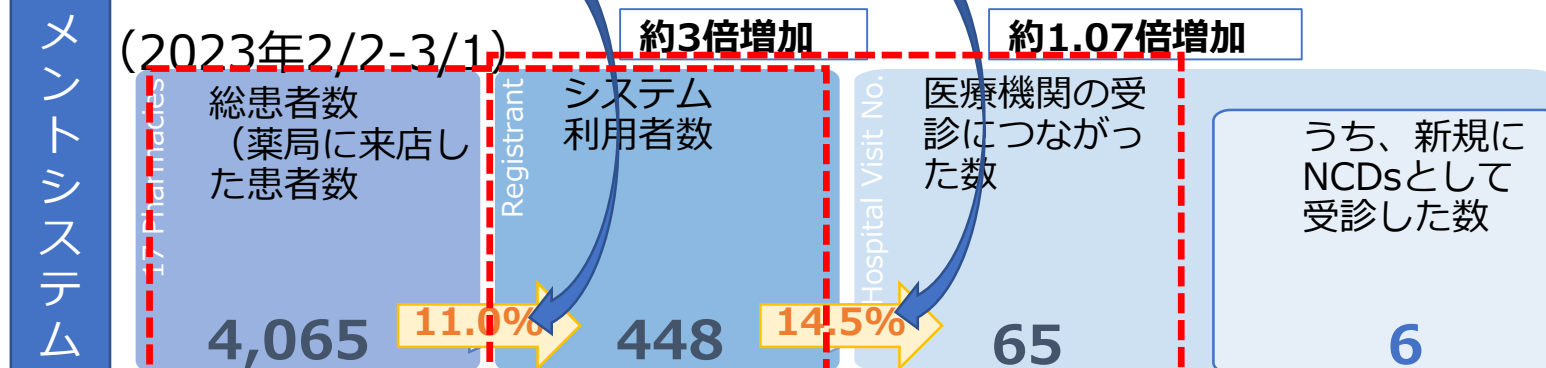 メントシステム
(2023年2/2-3/1)
約3倍増加
約1.07倍増加
17 Pharmacies
総患者数
(薬局に来店し
た患者数
Registrant
システム
利用者数
Hospital Visit No.
医療機関の受
診につながっ
た数
うち、新規に
NCDsとして
受診した数
4,065
11.0%
448
14.5%
65
6